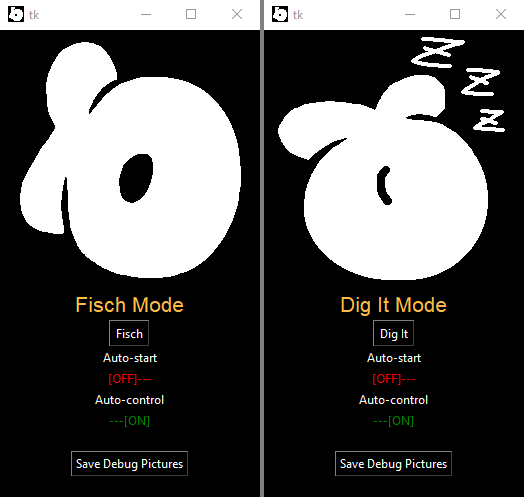 tk
Fisch Mode
Fisch
Auto-start
[OFF]---
Auto-control
---[ON]
Save Debug Pictures
tk
Z
Z
Z
Dig It Mode
Dig It
Auto-start
[OFF]---
Auto-control
---[ON]
Save Debug Pictures